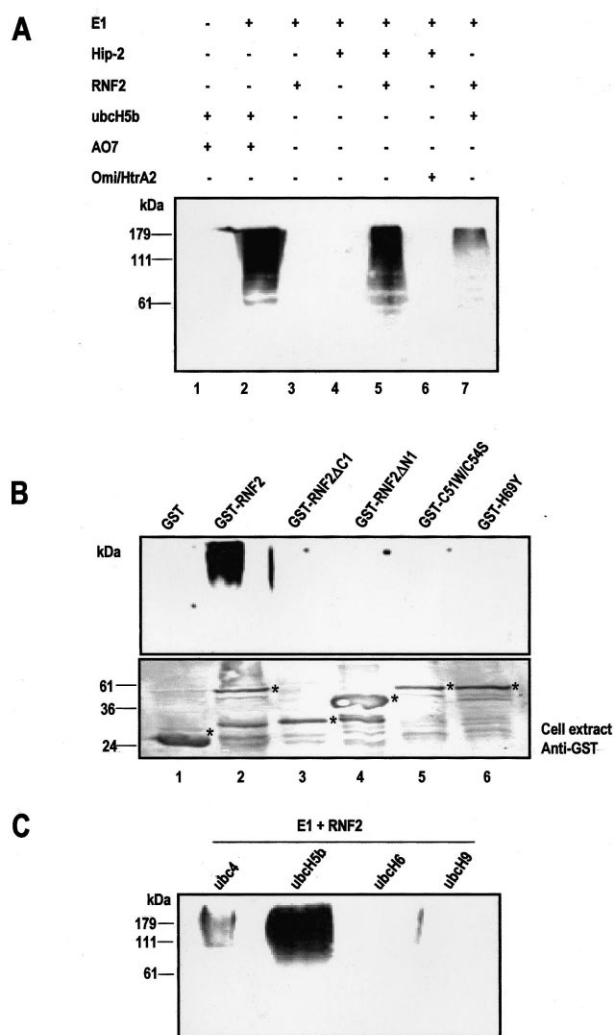 A
E1 - + + + + + +
Hip-2 - - - + + + -
RNF2 - - + - + - +
ubcH5b + + - - - - +
AO7 + + - - - - -
Omi/HtrA2 - - - - - + -
kDa
179
111
61
1 2 3 4 5 6 7
B
GST GST-RNF2 GST-RNF2ΔC1 GST-RNF2ΔN1 GST-C51W/C54S GST-H69Y
kDa
61 * * * *
36 *
24 *
Cell extract
Anti-GST
1 2 3 4 5 6
C
E1 + RNF2
ubc4 ubcH5b ubcH6 ubcH9
kDa
179
111
61